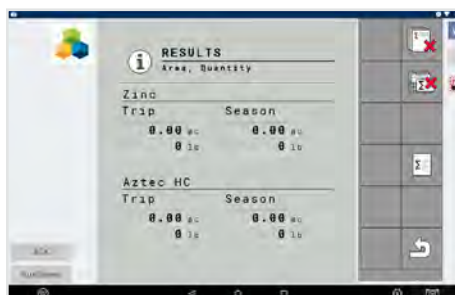 RESULTS
Area, Quantity
Zinc
Trip Season
0.00 ac 0.00 ac
0 lb 0 lb
Aztec HC
Trip Season
0.00 ac 0.00 ac
0 lb 0 lb